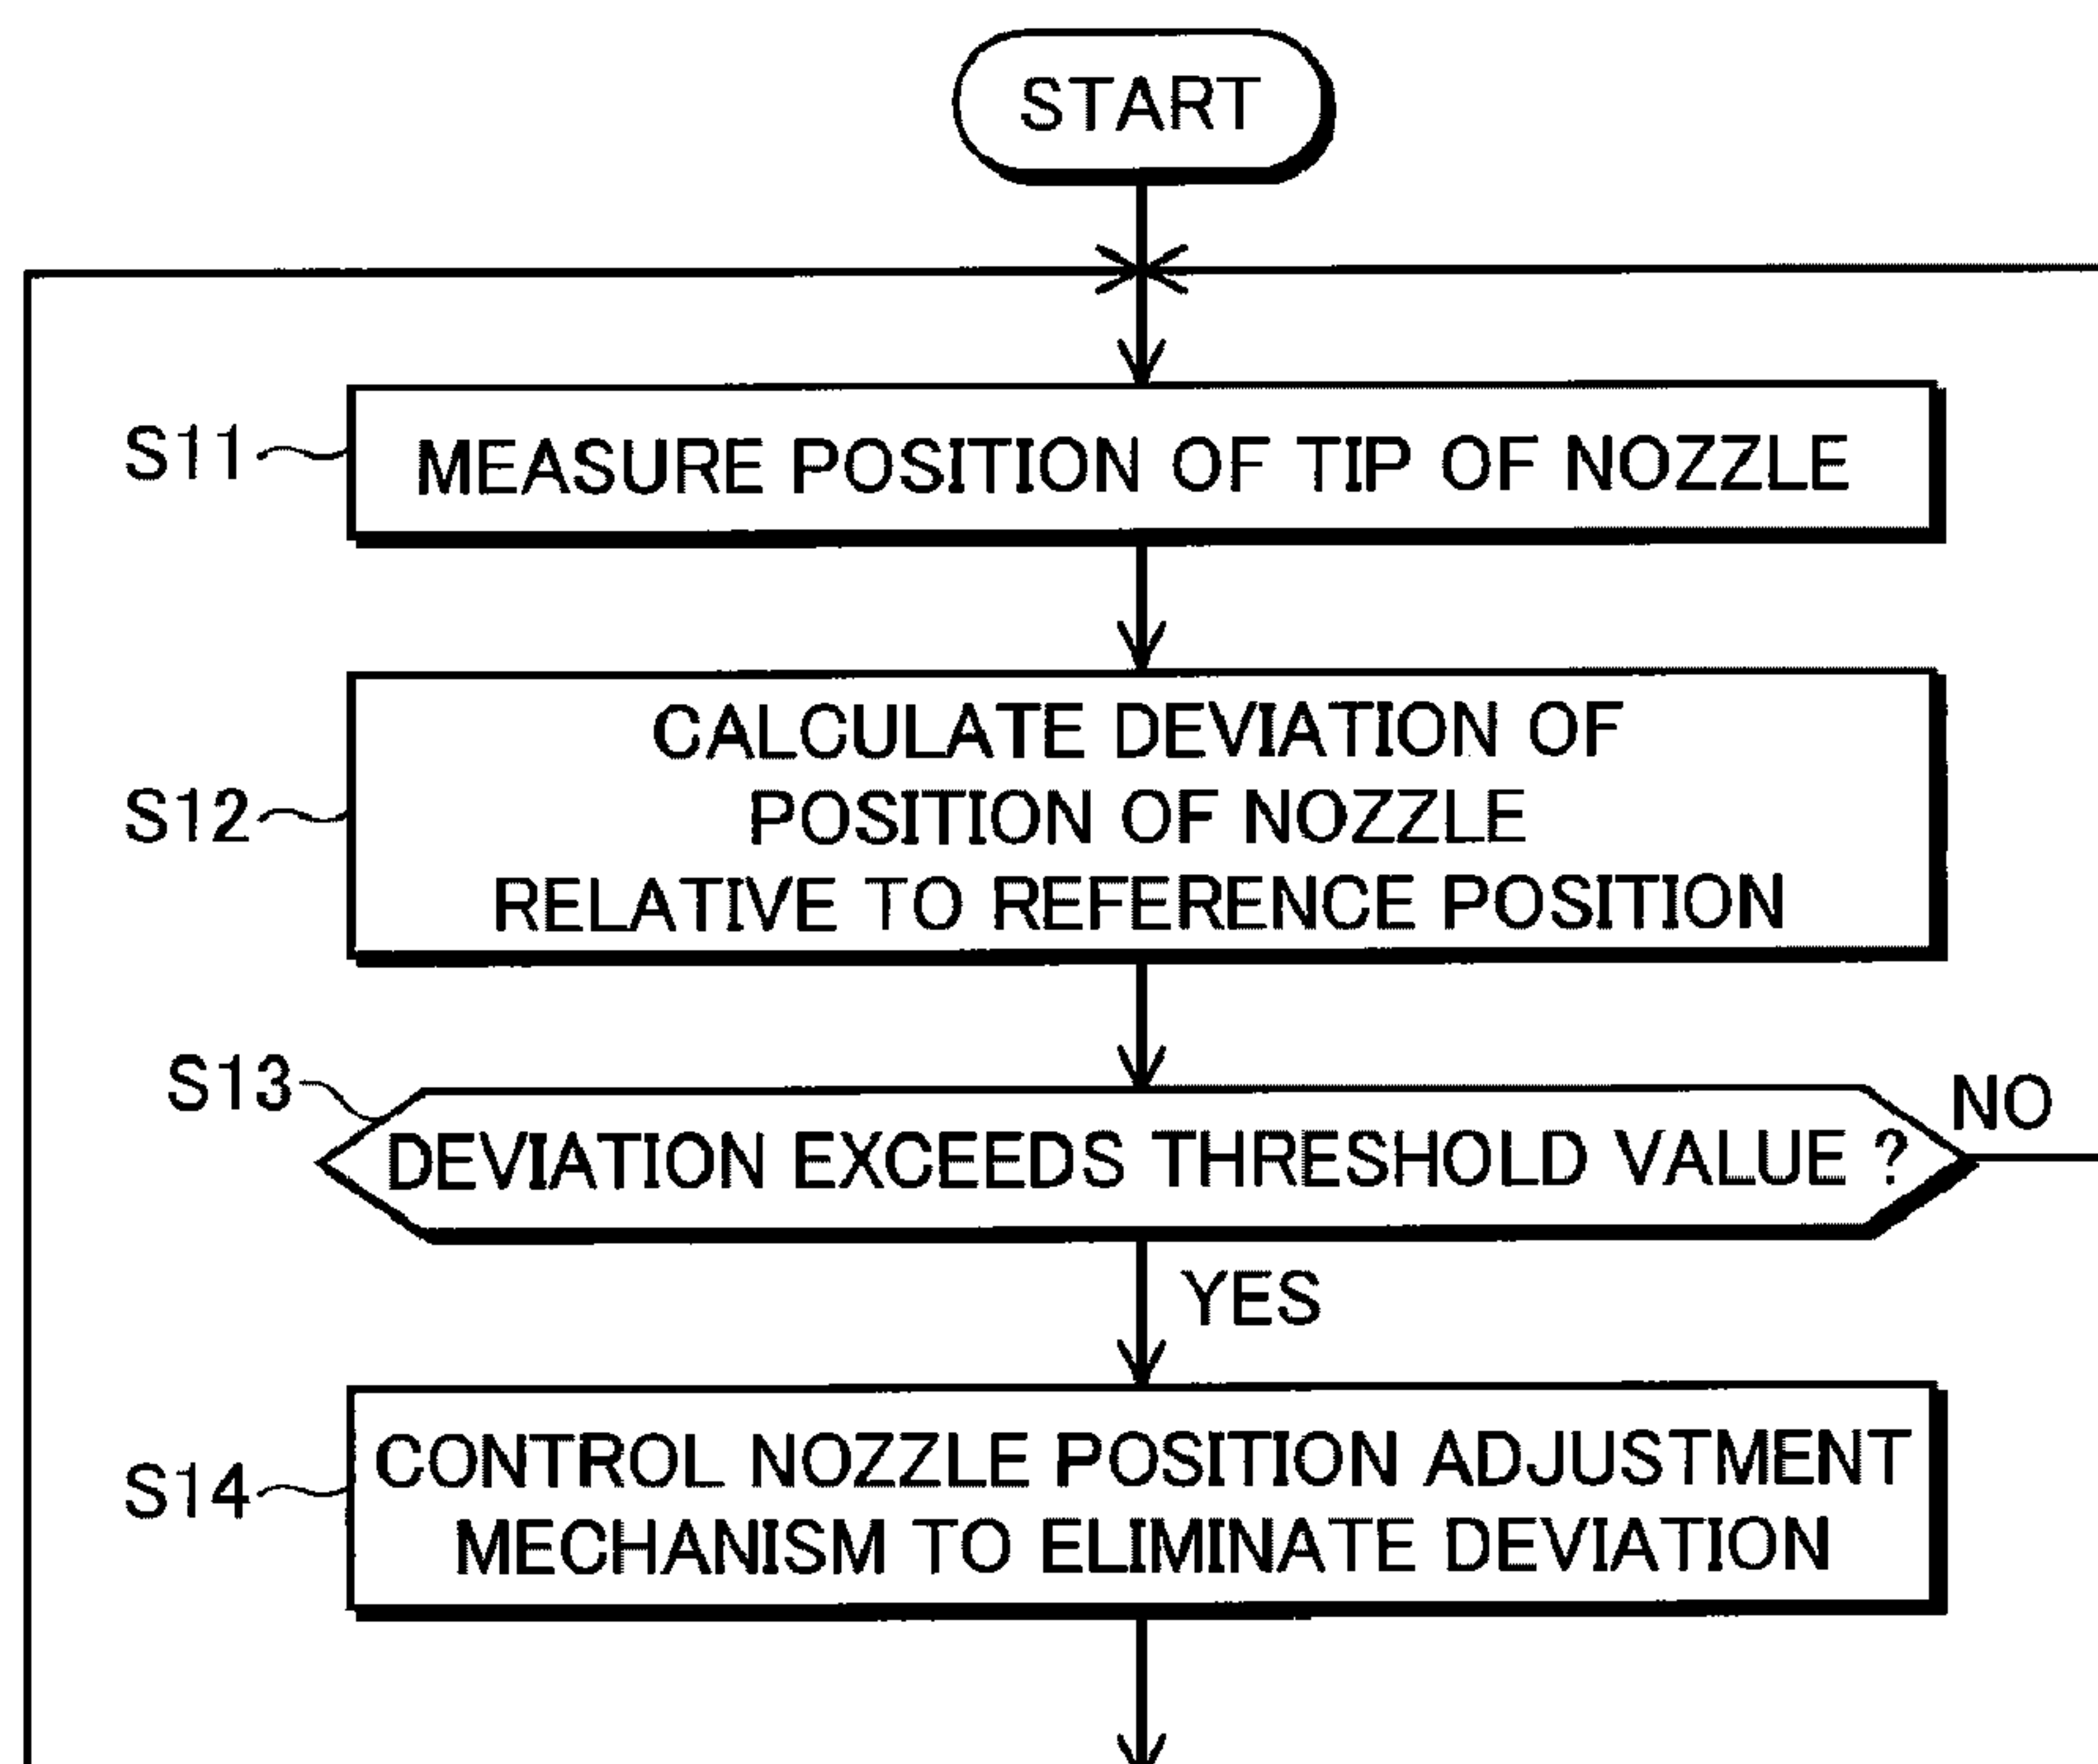 START
S11
MEASURE POSITION OF TIP OF NOZZLE
S12
CALCULATE DEVIATION OF
POSITION OF NOZZLE
RELATIVE TO REFERENCE POSITION
S13
DEVIATION EXCEEDS THRESHOLD VALUE ?
NO
YES
S14
CONTROL NOZZLE POSITION ADJUSTMENT
MECHANISM TO ELIMINATE DEVIATION